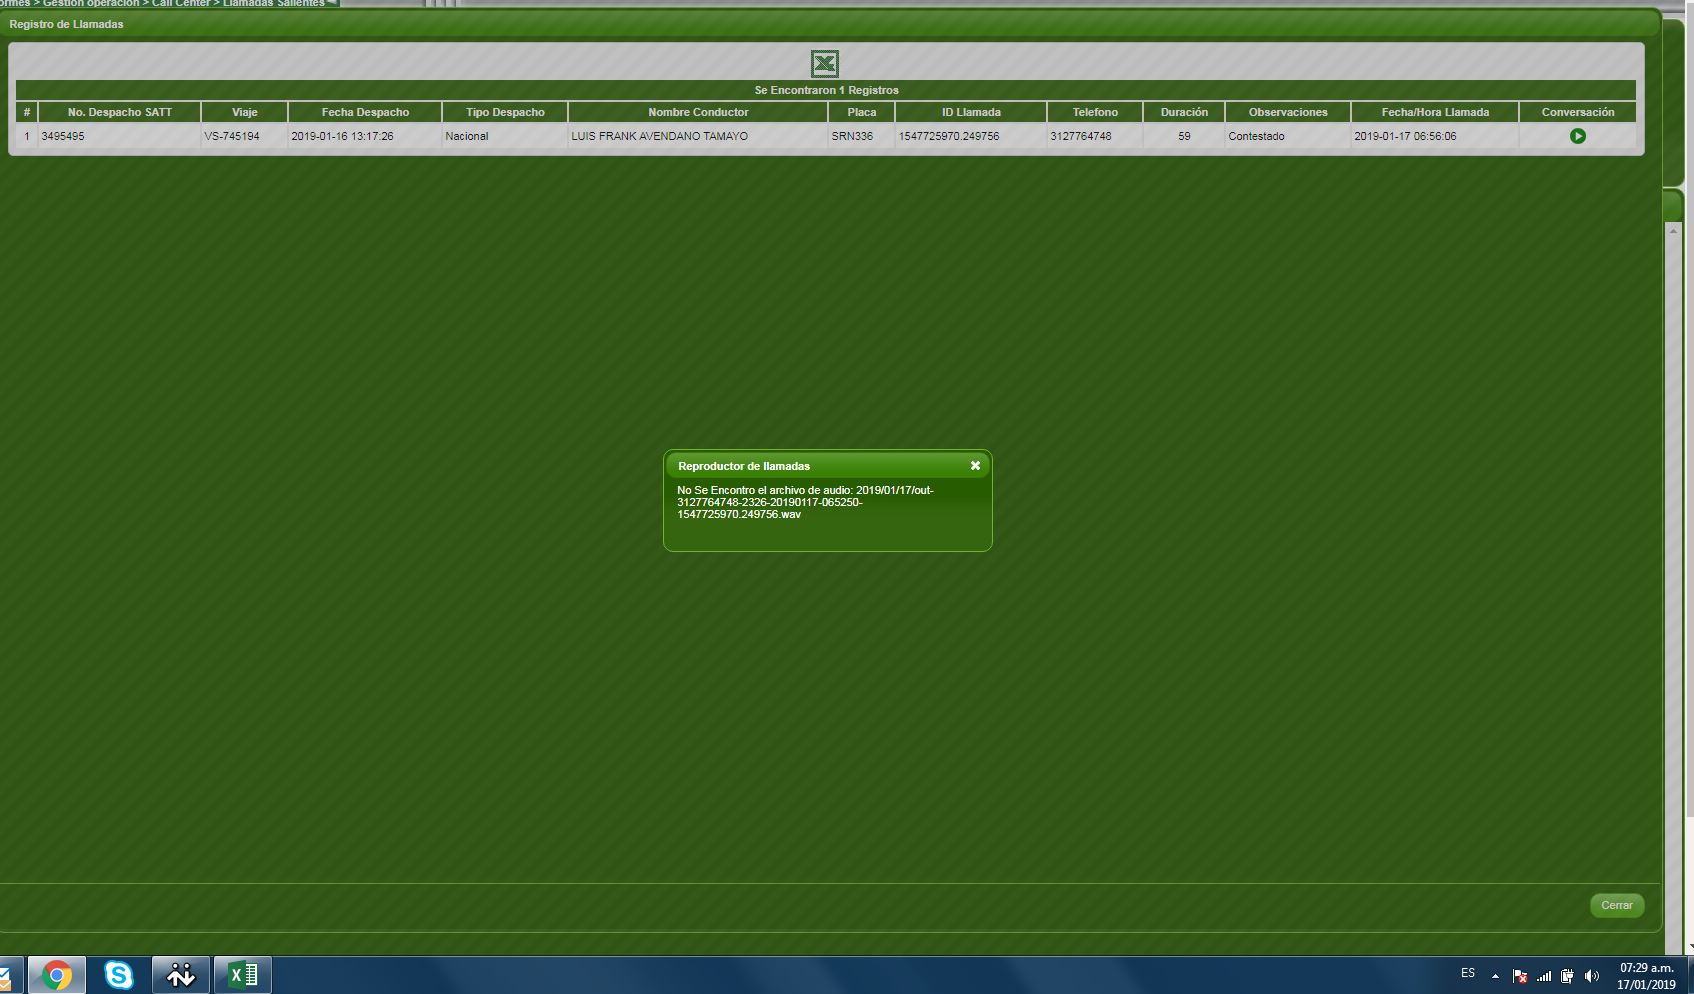 ormes > Gestión operación > Call Center > Llamadas Salientes
Registro de Llamadas
Se Encontraron 1 Registros
# No. Despacho SATT Viaje Fecha Despacho Tipo Despacho Nombre Conductor Placa ID Llamada Telefono Duración Observaciones Fecha/Hora Llamada Conversación
1 3495495 VS-745194 2019-01-16 13:17:26 Nacional LUIS FRANK AVENDANO TAMAYO SRN336 1547725970.249756 3127764748 59 Contestado 2019-01-17 06:56:06
Reproductor de llamadas
No Se Encontro el archivo de audio: 2019/01/17/out-
3127764748-2326-20190117-065250-
1547725970.249756.wav
Cerrar
ES
07:29 a.m.
17/01/2019